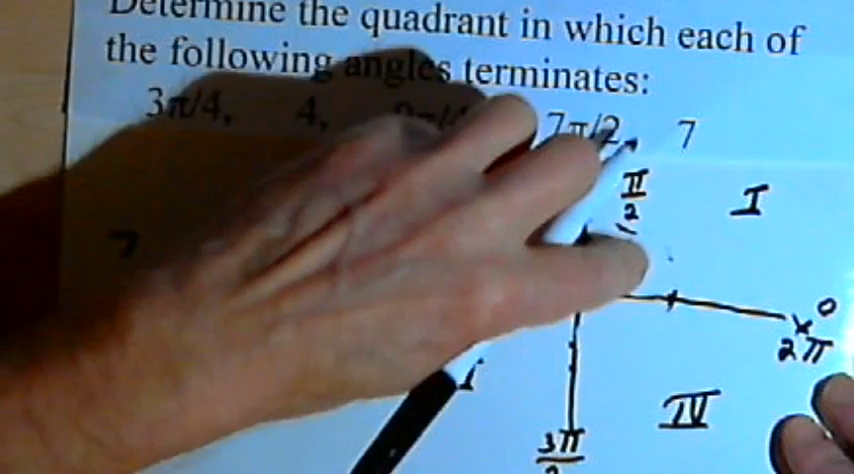 Determine the quadrant in which each of
the following angles terminates:
3π/4, 4, 7π/2, 7
π/2 I
0
2π
IV
3π